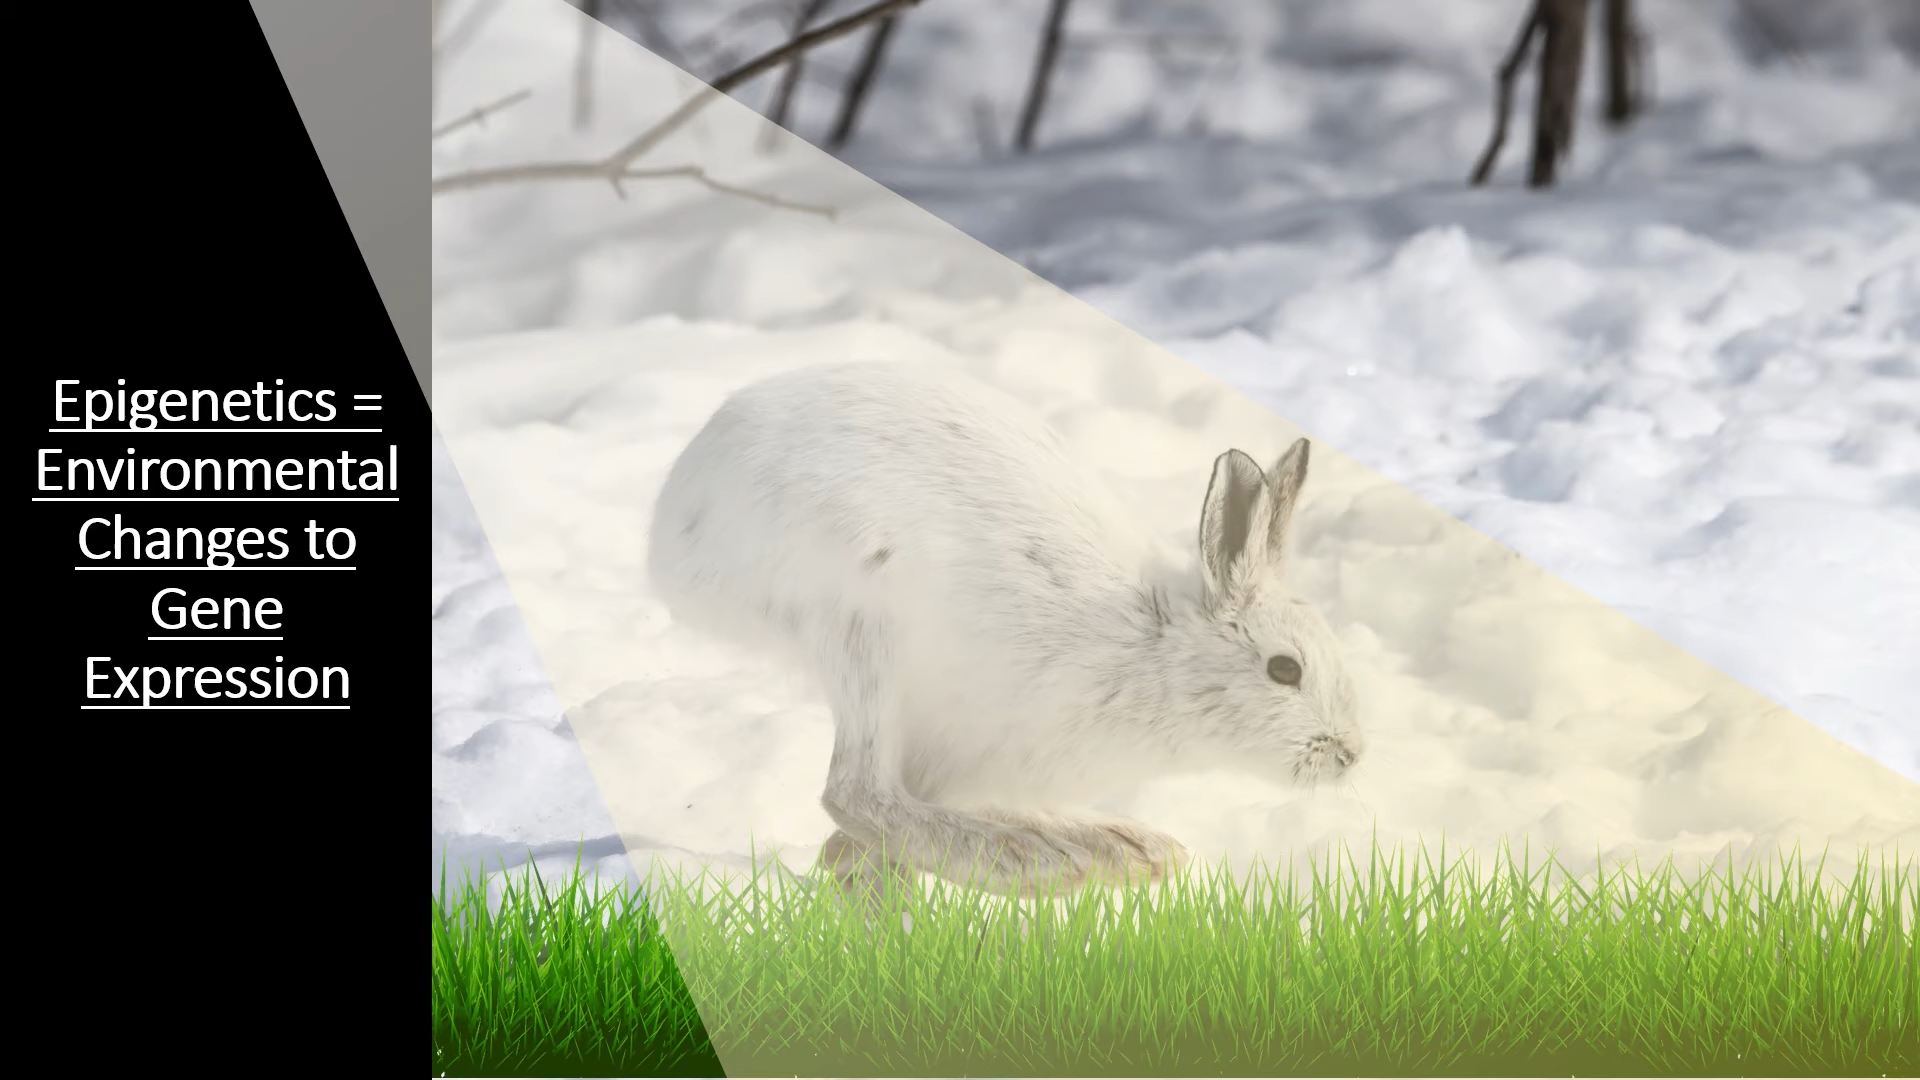 Epigenetics =
Environmental
Changes to
Gene
Expression